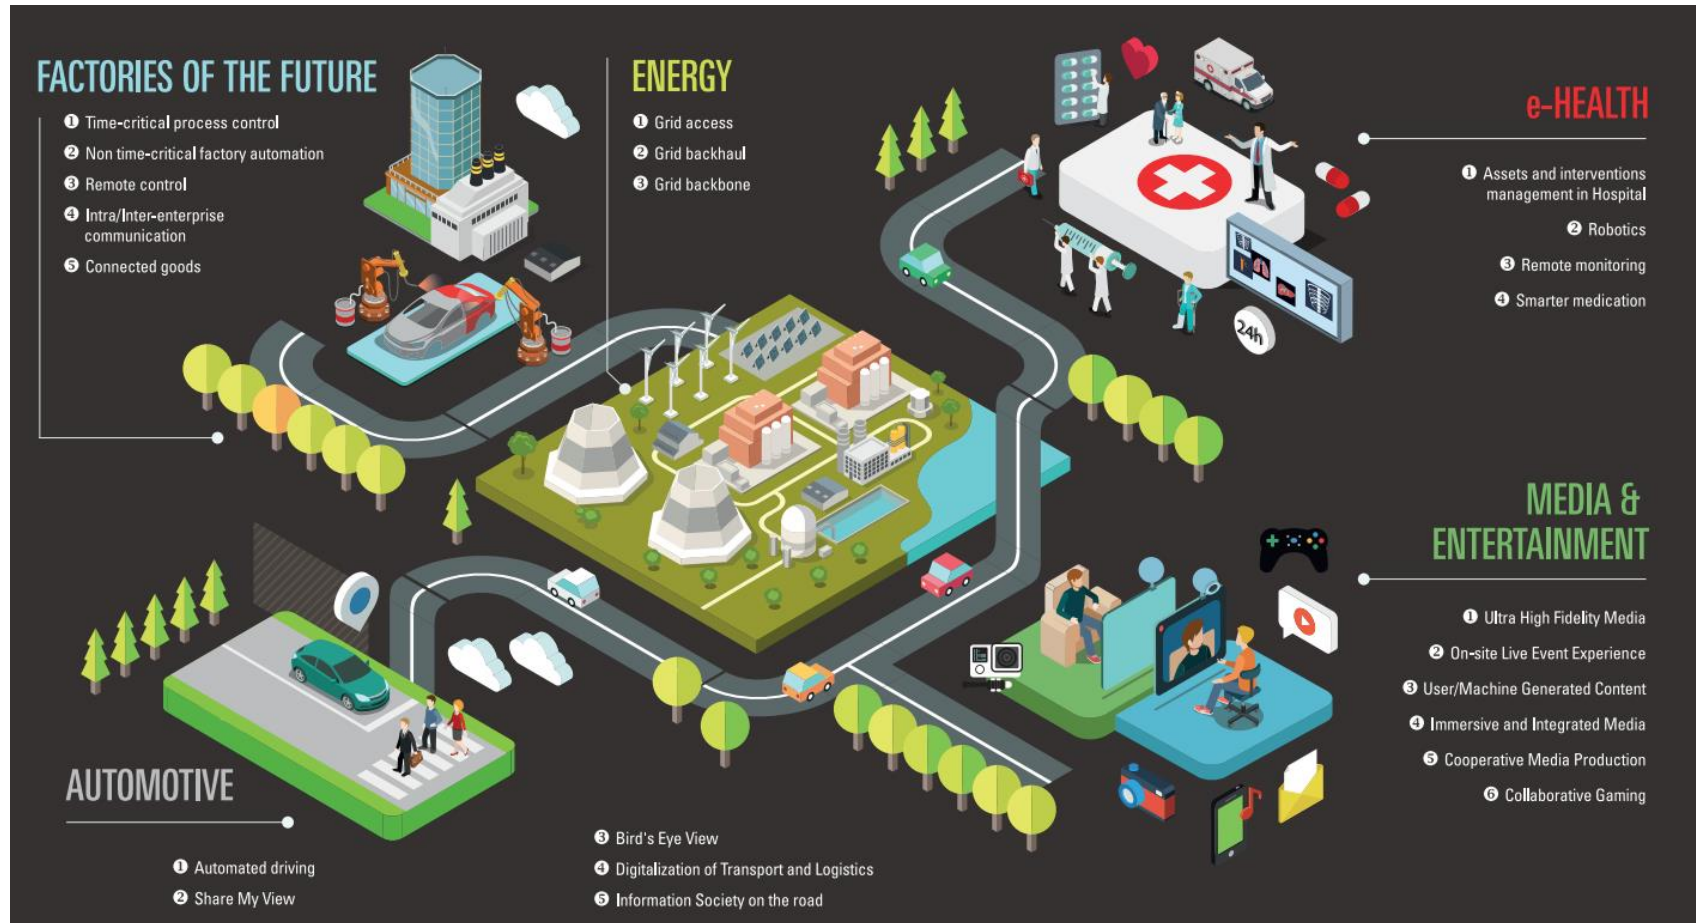 FACTORIES OF THE FUTURE
❶ Time-critical process control
❷ Non time-critical factory automation
❸ Remote control
❹ Intra/Inter-enterprise
communication
❺ Connected goods
ENERGY
❶ Grid access
❷ Grid backhaul
❸ Grid backbone
e-HEALTH
❶ Assets and interventions
management in Hospital
❷ Robotics
❸ Remote monitoring
❹ Smarter medication
24h
MEDIA &
ENTERTAINMENT
❶ Ultra High Fidelity Media
❷ On-site Live Event Experience
❸ User/Machine Generated Content
❹ Immersive and Integrated Media
❺ Cooperative Media Production
❻ Collaborative Gaming
AUTOMOTIVE
❶ Automated driving
❷ Share My View
❸ Bird's Eye View
❹ Digitalization of Transport and Logistics
❺ Information Society on the road